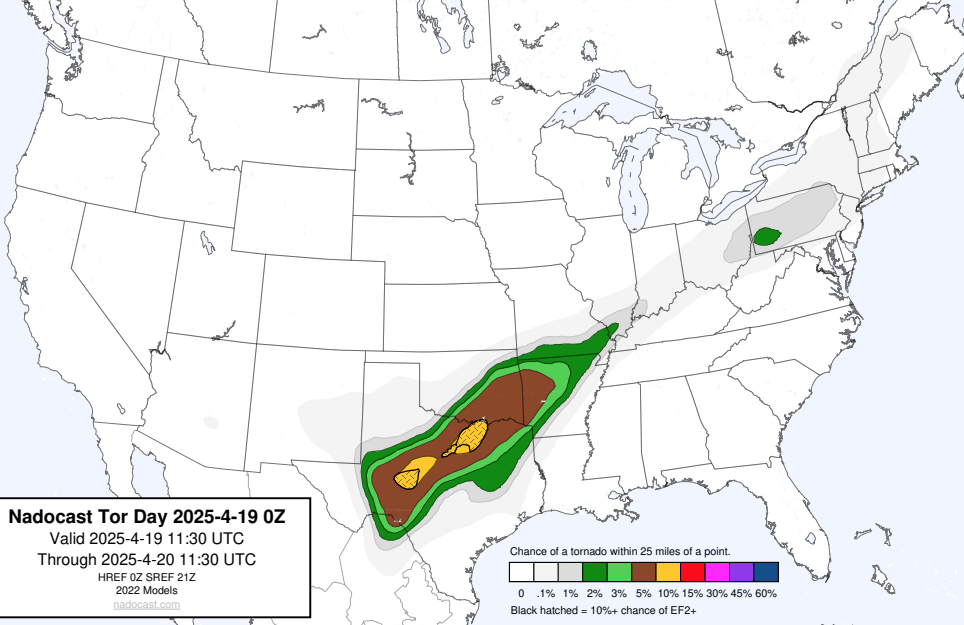 Nadocast Tor Day 2025-4-19 0Z
Valid 2025-4-19 11:30 UTC
Through 2025-4-20 11:30 UTC
HREF 0Z SREF 21Z
2022 Models
nadocast.com
Chance of a tornado within 25 miles of a point.
0 .1% 1% 2% 3% 5% 10% 15% 30% 45% 60%
Black hatched = 10%+ chance of EF2+